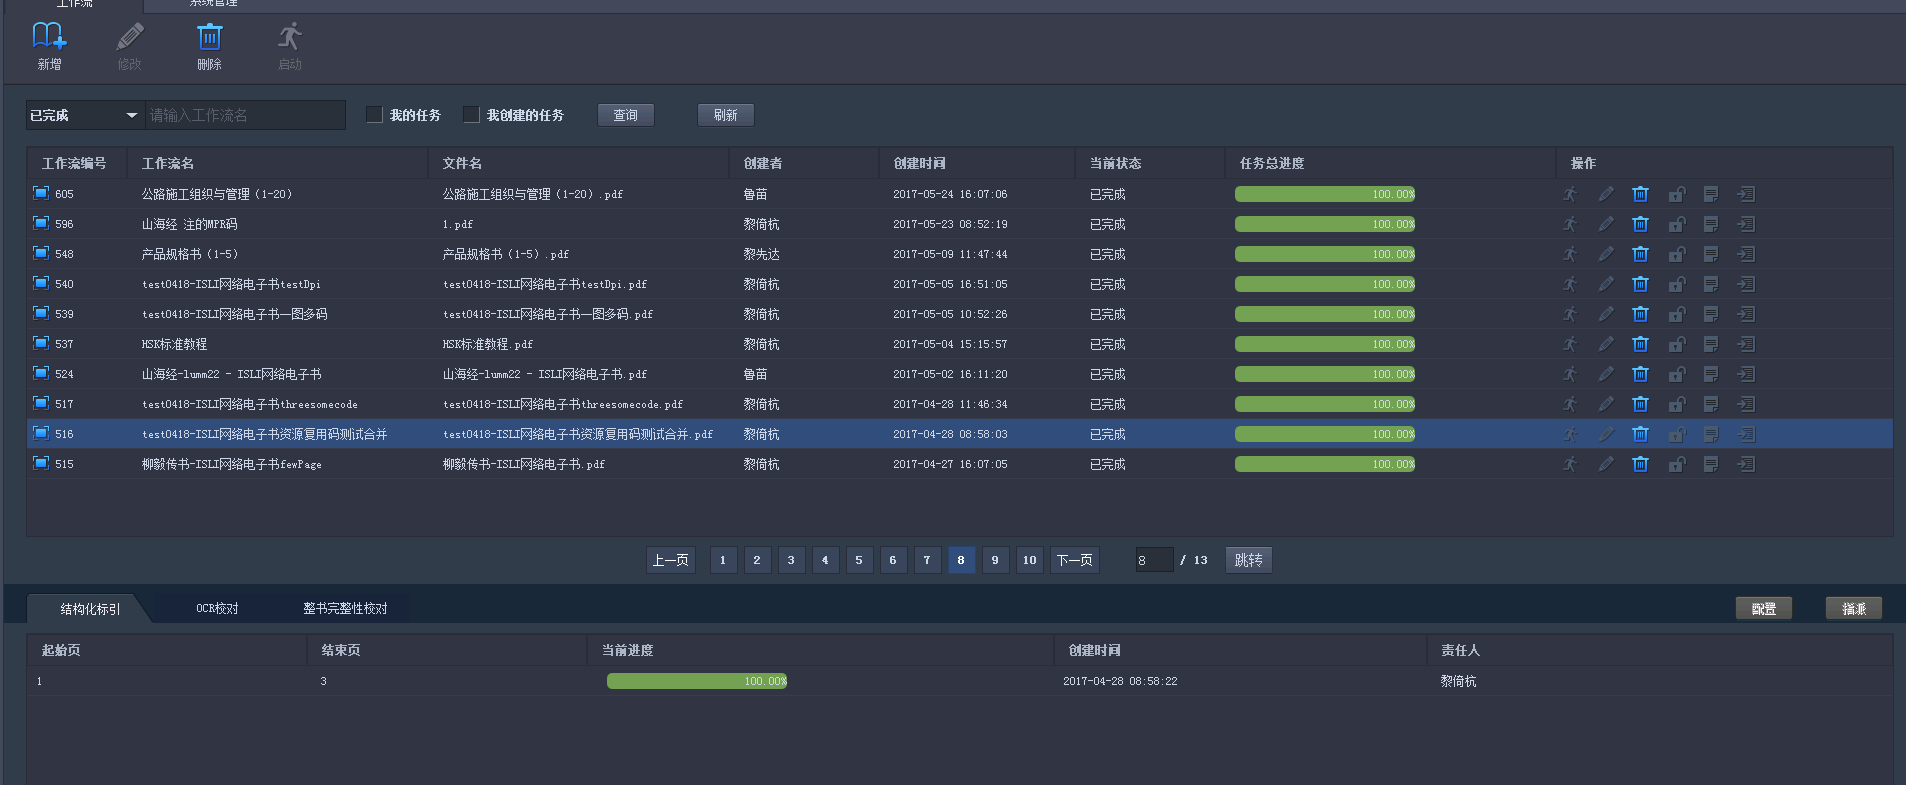 工作流 系统管理
新增 修改 删除 启动
已完成 请输入工作流名 我的任务 我创建的任务 查询 刷新
工作流编号 工作流名 文件名 创建者 创建时间 当前状态 任务总进度 操作
605 公路施工组织与管理（1-20） 公路施工组织与管理（1-20）.pdf 鲁苗 2017-05-24 16:07:06 已完成 100.00%
596 山海经 注的MPR码 1.pdf 黎倚杭 2017-05-23 08:52:19 已完成 100.00%
548 产品规格书（1-5） 产品规格书（1-5）.pdf 黎先达 2017-05-09 11:47:44 已完成 100.00%
540 test0418-ISLI网络电子书testDpi test0418-ISLI网络电子书testDpi.pdf 黎倚杭 2017-05-05 16:51:05 已完成 100.00%
539 test0418-ISLI网络电子书一图多码 test0418-ISLI网络电子书一图多码.pdf 黎倚杭 2017-05-05 10:52:26 已完成 100.00%
537 HSK标准教程 HSK标准教程.pdf 黎倚杭 2017-05-04 15:15:57 已完成 100.00%
524 山海经-lumm22 - ISLI网络电子书 山海经-lumm22 - ISLI网络电子书.pdf 鲁苗 2017-05-02 16:11:20 已完成 100.00%
517 test0418-ISLI网络电子书threesomecode test0418-ISLI网络电子书threesomecode.pdf 黎倚杭 2017-04-28 11:46:34 已完成 100.00%
516 test0418-ISLI网络电子书资源复用码测试合并 test0418-ISLI网络电子书资源复用码测试合并.pdf 黎倚杭 2017-04-28 08:58:03 已完成 100.00%
515 柳毅传书-ISLI网络电子书fewPage 柳毅传书-ISLI网络电子书.pdf 黎倚杭 2017-04-27 16:07:05 已完成 100.00%
上一页 1 2 3 4 5 6 7 8 9 10 下一页 8 / 13 跳转
结构化标引 OCR校对 整书完整性校对 配置 指派
起始页 结束页 当前进度 创建时间 责任人
1 3 100.00% 2017-04-28 08:58:22 黎倚杭